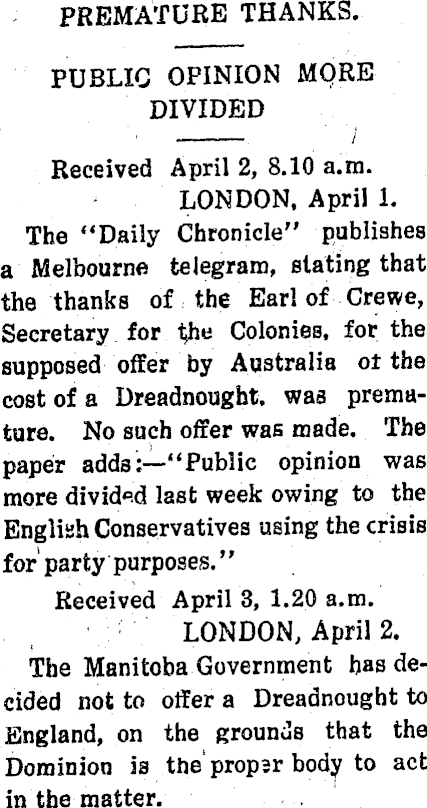 PREMATURE THANKS.
PUBLIC OPINION MORE
DIVIDED
Received April 2, 8.10 a.m.
LONDON, April 1.
The "Daily Chronicle" publishes
a Melbourne telegram, stating that
the thanks of the Earl of Crewe,
Secretary for the Colonies, for the
supposed offer by Australia of the
cost of a Dreadnought, was prema-
ture. No such offer was made. The
paper adds:—"Public opinion was
more divided last week owing to the
English Conservatives using the crisis
for party purposes."
Received April 3, 1.20 a.m.
LONDON, April 2.
The Manitoba Government has de-
cided not to offer a Dreadnought to
England, on the grounds that the
Dominion is the proper body to act
in the matter.